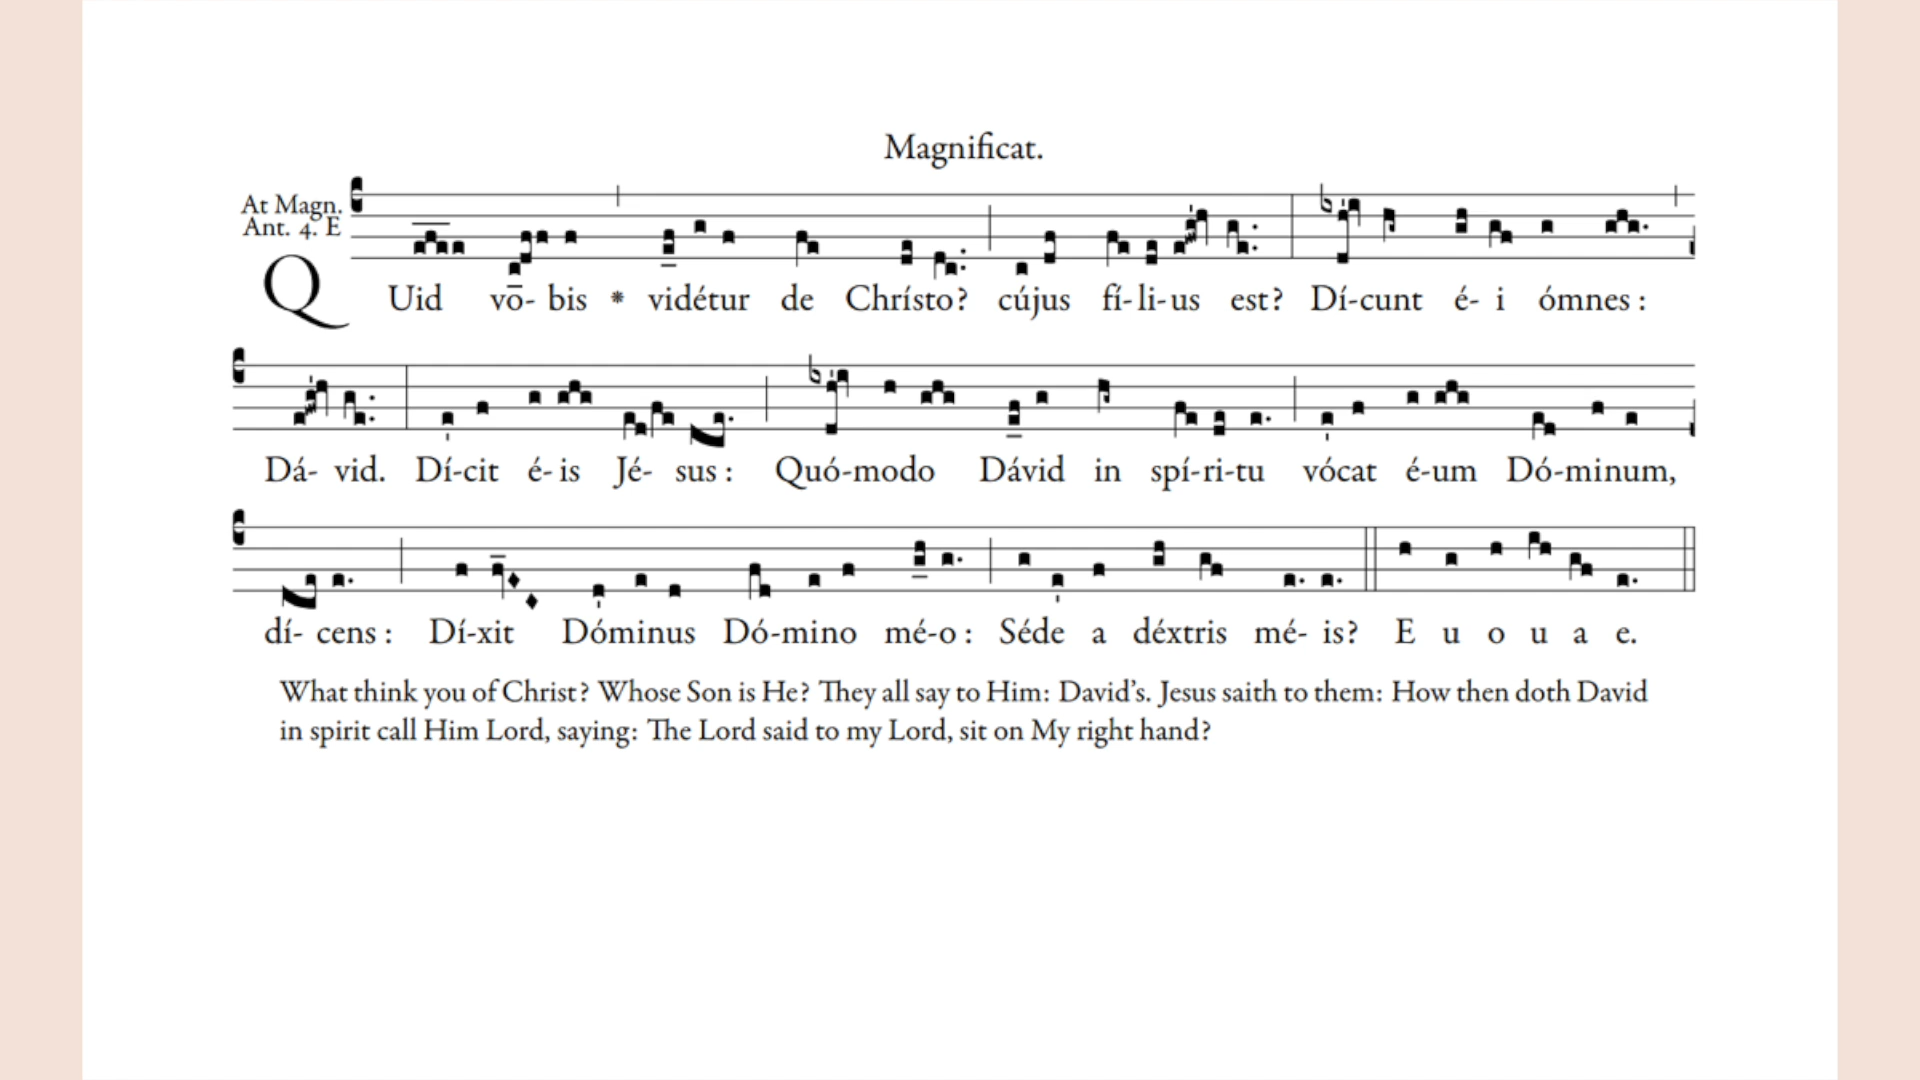 Magnificat.
At Magn.
Ant. 4. E
QUid vō- bis * vidétur de Chrísto? cújus fí-li-us est? Dí-cunt é- i ómnes :
Dá- vid. Dí-cit é-is Jé- sus : Quó-modo Dávid in spí-ri-tu vócat é-um Dó-minum,
dí- cens : Dí-xit Dóminus Dó-mino mé-o : Séde a déxtris mé- is? E u o u a e.
What think you of Christ? Whose Son is He? They all say to Him: David’s. Jesus saith to them: How then doth David
in spirit call Him Lord, saying: The Lord said to my Lord, sit on My right hand?